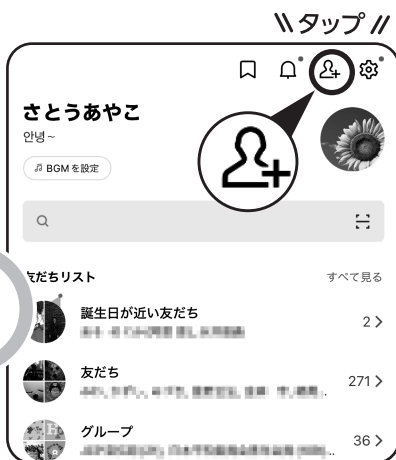 タップ
さとうあやこ
안녕~
BGMを設定
友だちリスト
すべて見る
誕生日が近い友だち
2
友だち
271
グループ
36